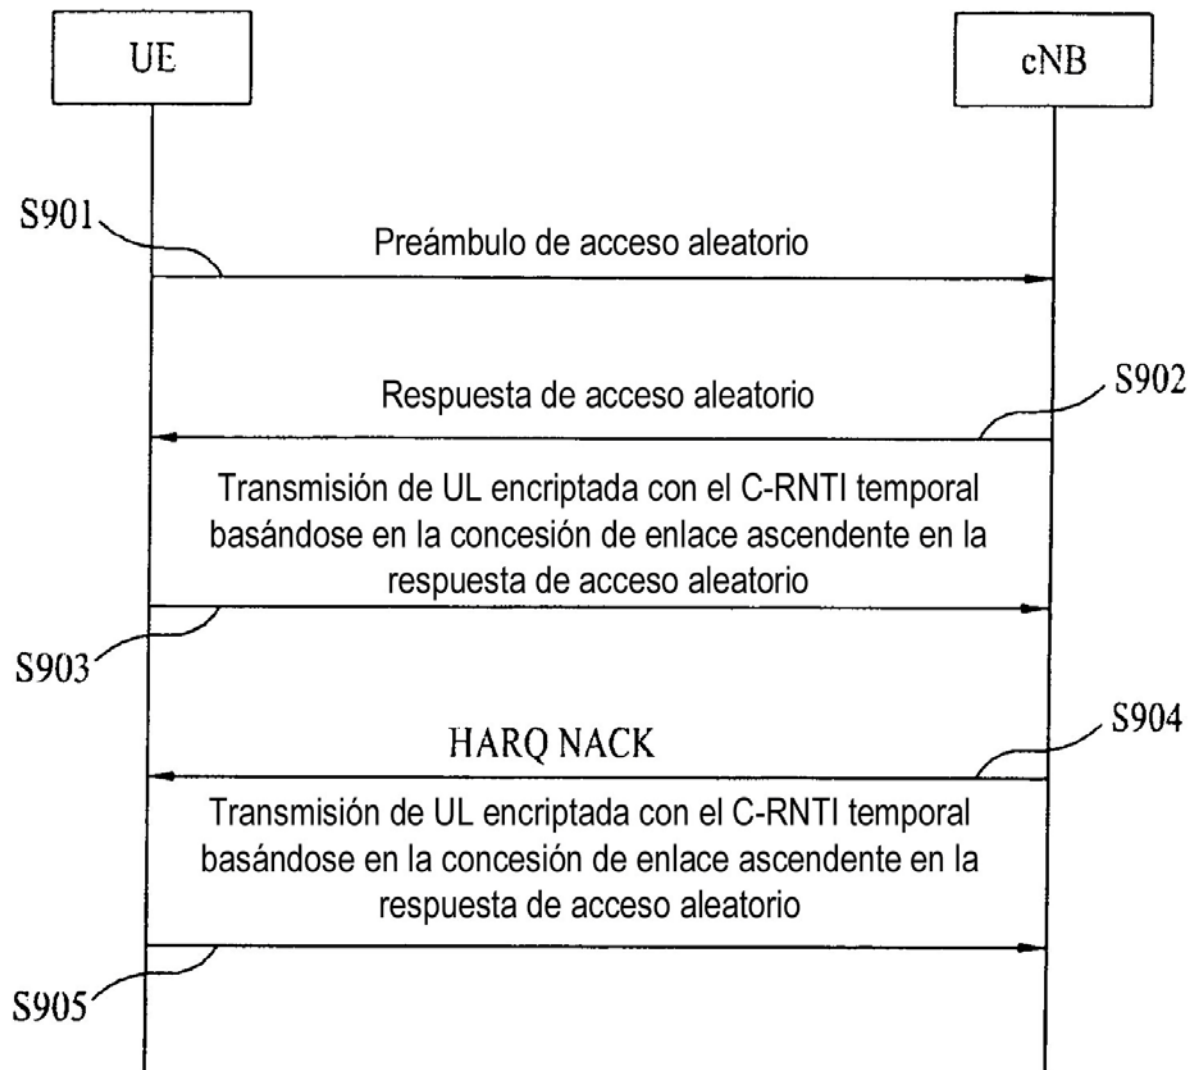 UE
cNB
S901
Preámbulo de acceso aleatorio
Respuesta de acceso aleatorio
S902
Transmisión de UL encriptada con el C-RNTI temporal
basándose en la concesión de enlace ascendente en la
respuesta de acceso aleatorio
S903
HARQ NACK
S904
Transmisión de UL encriptada con el C-RNTI temporal
basándose en la concesión de enlace ascendente en la
respuesta de acceso aleatorio
S905